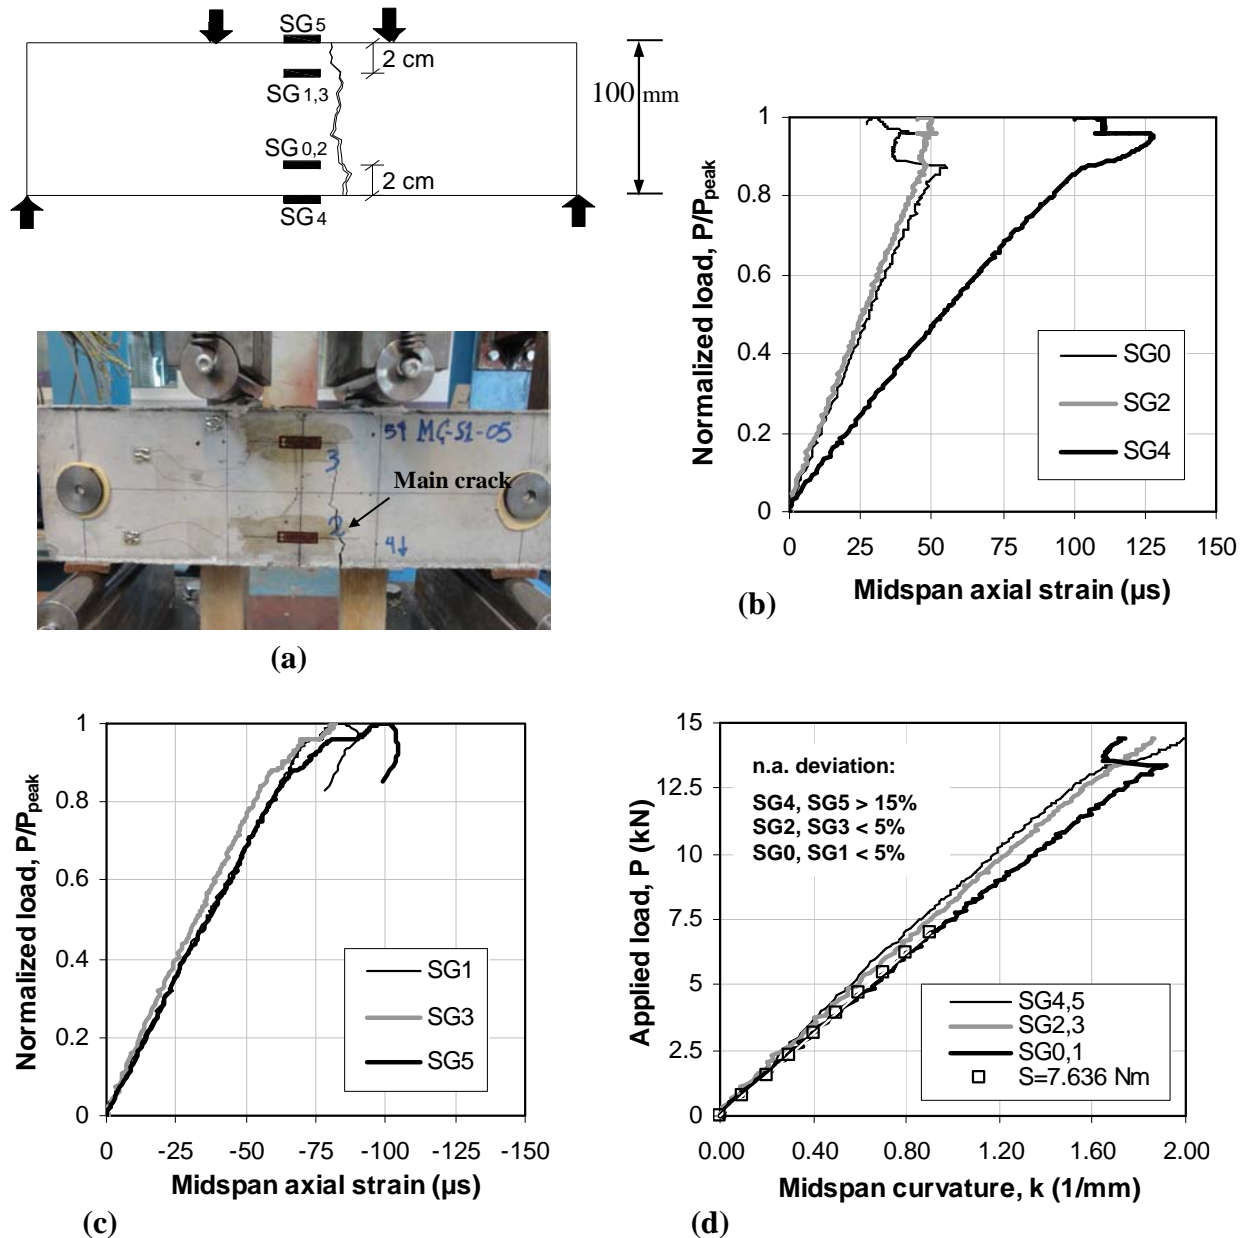 SG5
2 cm
SG1,3
100 mm
SG0,2
2 cm
SG4
5↑ MG-S1-05
3
Main crack
2
4↓
(a)
Normalized load, P/Ppeak
1
0.8
0.6
0.4
0.2
0
SG0
SG2
SG4
0 25 50 75 100 125 150
Midspan axial strain (µs)
(b)
Normalized load, P/Ppeak
1
0.8
0.6
0.4
0.2
0
SG1
SG3
SG5
0 -25 -50 -75 -100 -125 -150
Midspan axial strain (µs)
(c)
Applied load, P (kN)
15
12.5
10
7.5
5
2.5
0
n.a. deviation:
SG4, SG5 > 15%
SG2, SG3 < 5%
SG0, SG1 < 5%
SG4,5
SG2,3
SG0,1
S=7.636 Nm
0.00 0.40 0.80 1.20 1.60 2.00
Midspan curvature, k (1/mm)
(d)